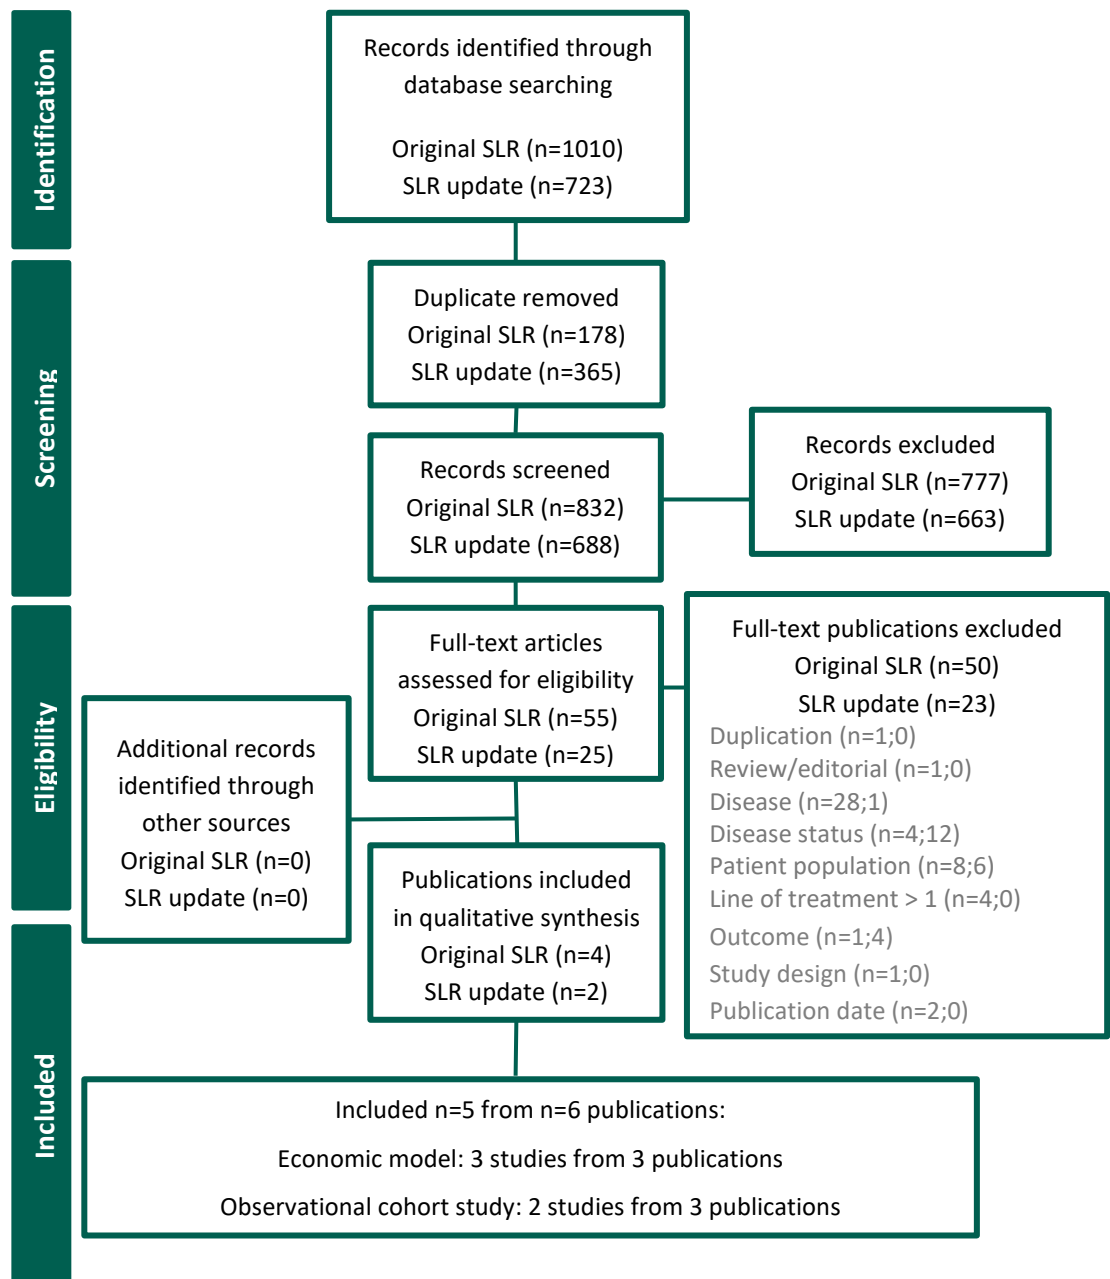 Identification
Records identified through
database searching
Original SLR (n=1010)
SLR update (n=723)
Screening
Duplicate removed
Original SLR (n=178)
SLR update (n=365)
Records screened
Original SLR (n=832)
SLR update (n=688)
Records excluded
Original SLR (n=777)
SLR update (n=663)
Eligibility
Full-text articles
assessed for eligibility
Original SLR (n=55)
SLR update (n=25)
Full-text publications excluded
Original SLR (n=50)
SLR update (n=23)
Duplication (n=1;0)
Review/editorial (n=1;0)
Disease (n=28;1)
Disease status (n=4;12)
Patient population (n=8;6)
Line of treatment > 1 (n=4;0)
Outcome (n=1;4)
Study design (n=1;0)
Publication date (n=2;0)
Additional records
identified through
other sources
Original SLR (n=0)
SLR update (n=0)
Publications included
in qualitative synthesis
Original SLR (n=4)
SLR update (n=2)
Included
Included n=5 from n=6 publications:
Economic model: 3 studies from 3 publications
Observational cohort study: 2 studies from 3 publications